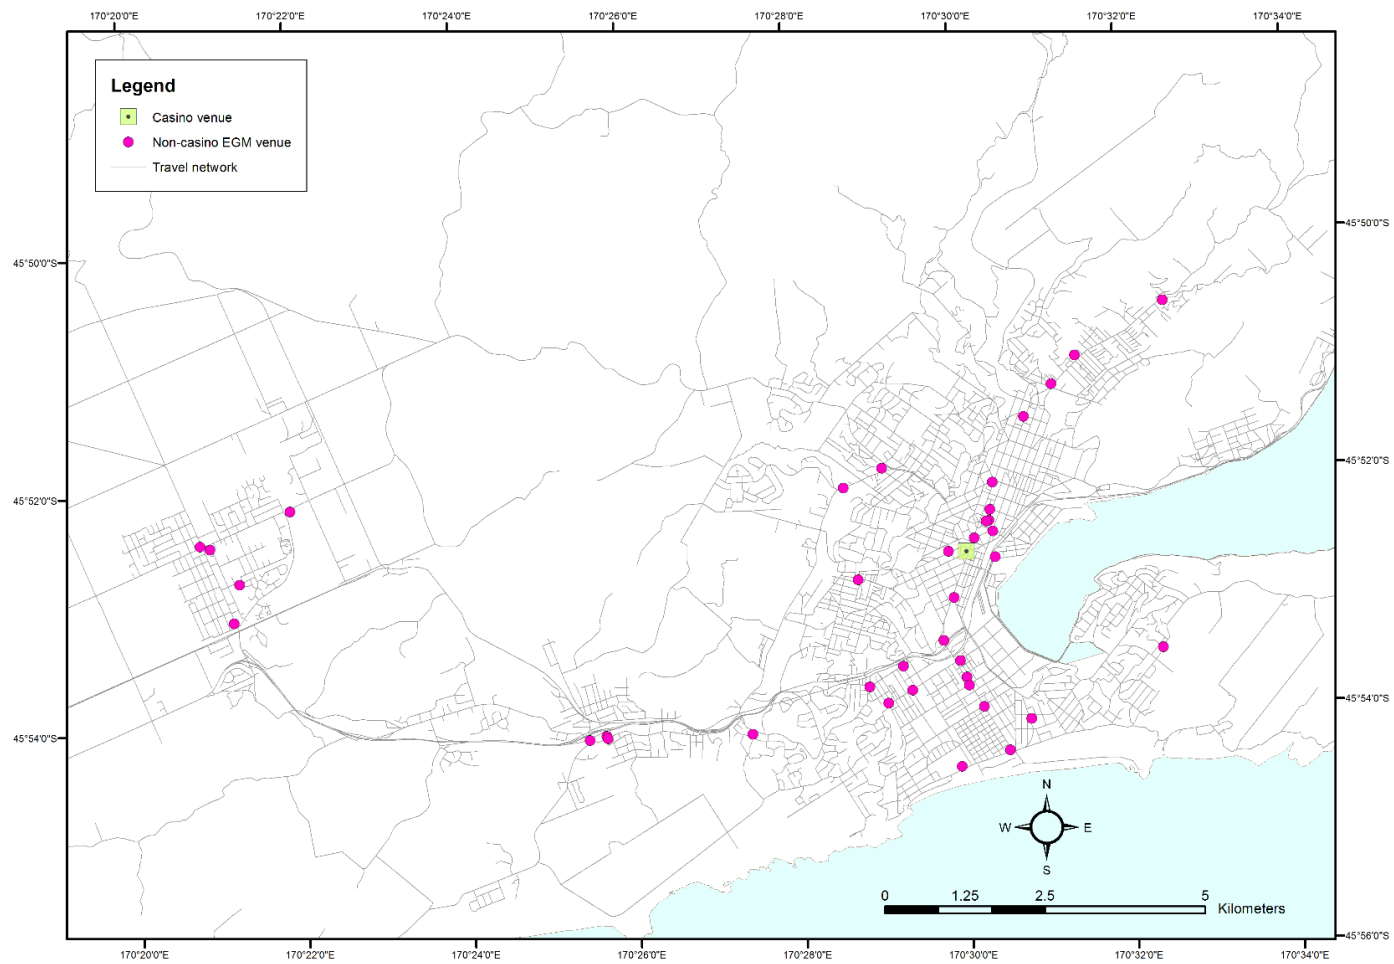 170°20'0"E 170°22'0"E 170°24'0"E 170°26'0"E 170°28'0"E 170°30'0"E 170°32'0"E 170°34'0"E
Legend
Casino venue
Non-casino EGM venue
Travel network
45°50'0"S
45°50'0"S
45°52'0"S
45°52'0"S
45°54'0"S
45°54'0"S
N
W E
S
0 1.25 2.5 5
Kilometers
45°56'0"S
170°20'0"E 170°22'0"E 170°24'0"E 170°26'0"E 170°28'0"E 170°30'0"E 170°32'0"E 170°34'0"E